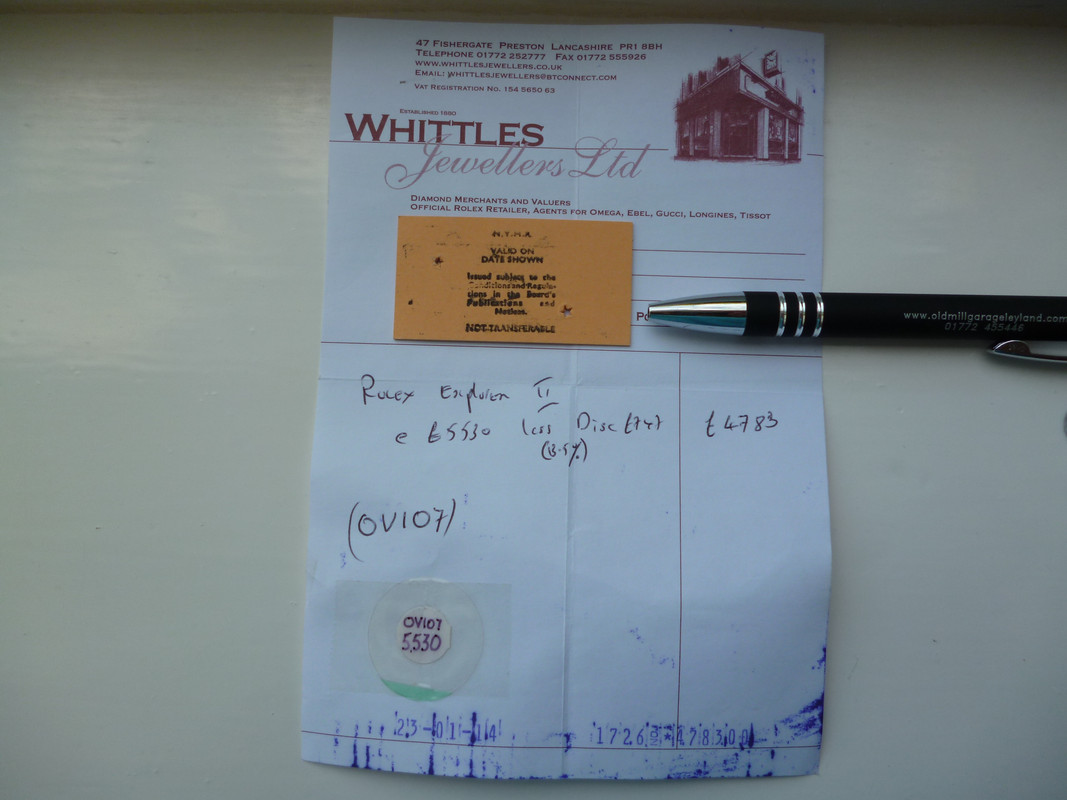 47 FISHERGATE PRESTON LANCASHIRE PR1 8BH
TELEPHONE 01772 252777 FAX 01772 555926
WWW.WHITTLESJEWELLERS.CO.UK
EMAIL: WHITTLESJEWELLERS@BTCONNECT.COM
VAT REGISTRATION NO. 154 5650 63
ESTABLISHED 1880
WHITTLES
Jewellers Ltd
DIAMOND MERCHANTS AND VALUERS
OFFICIAL ROLEX RETAILER, AGENTS FOR OMEGA, EBEL, GUCCI, LONGINES, TISSOT
VALID ON
DATE SHOWN
Issued subject to the
Conditions and Regula-
tions in the Board's
Publications and
Notices.
NOT TRANSFERABLE
www.oldmillgarageleyland.com
01772 455446
Rolex Explorer II
@ £5530 less Disc £747 £4783
(13.5%)
(OV107)
OV107
5,530
23-01-14 1726 478300